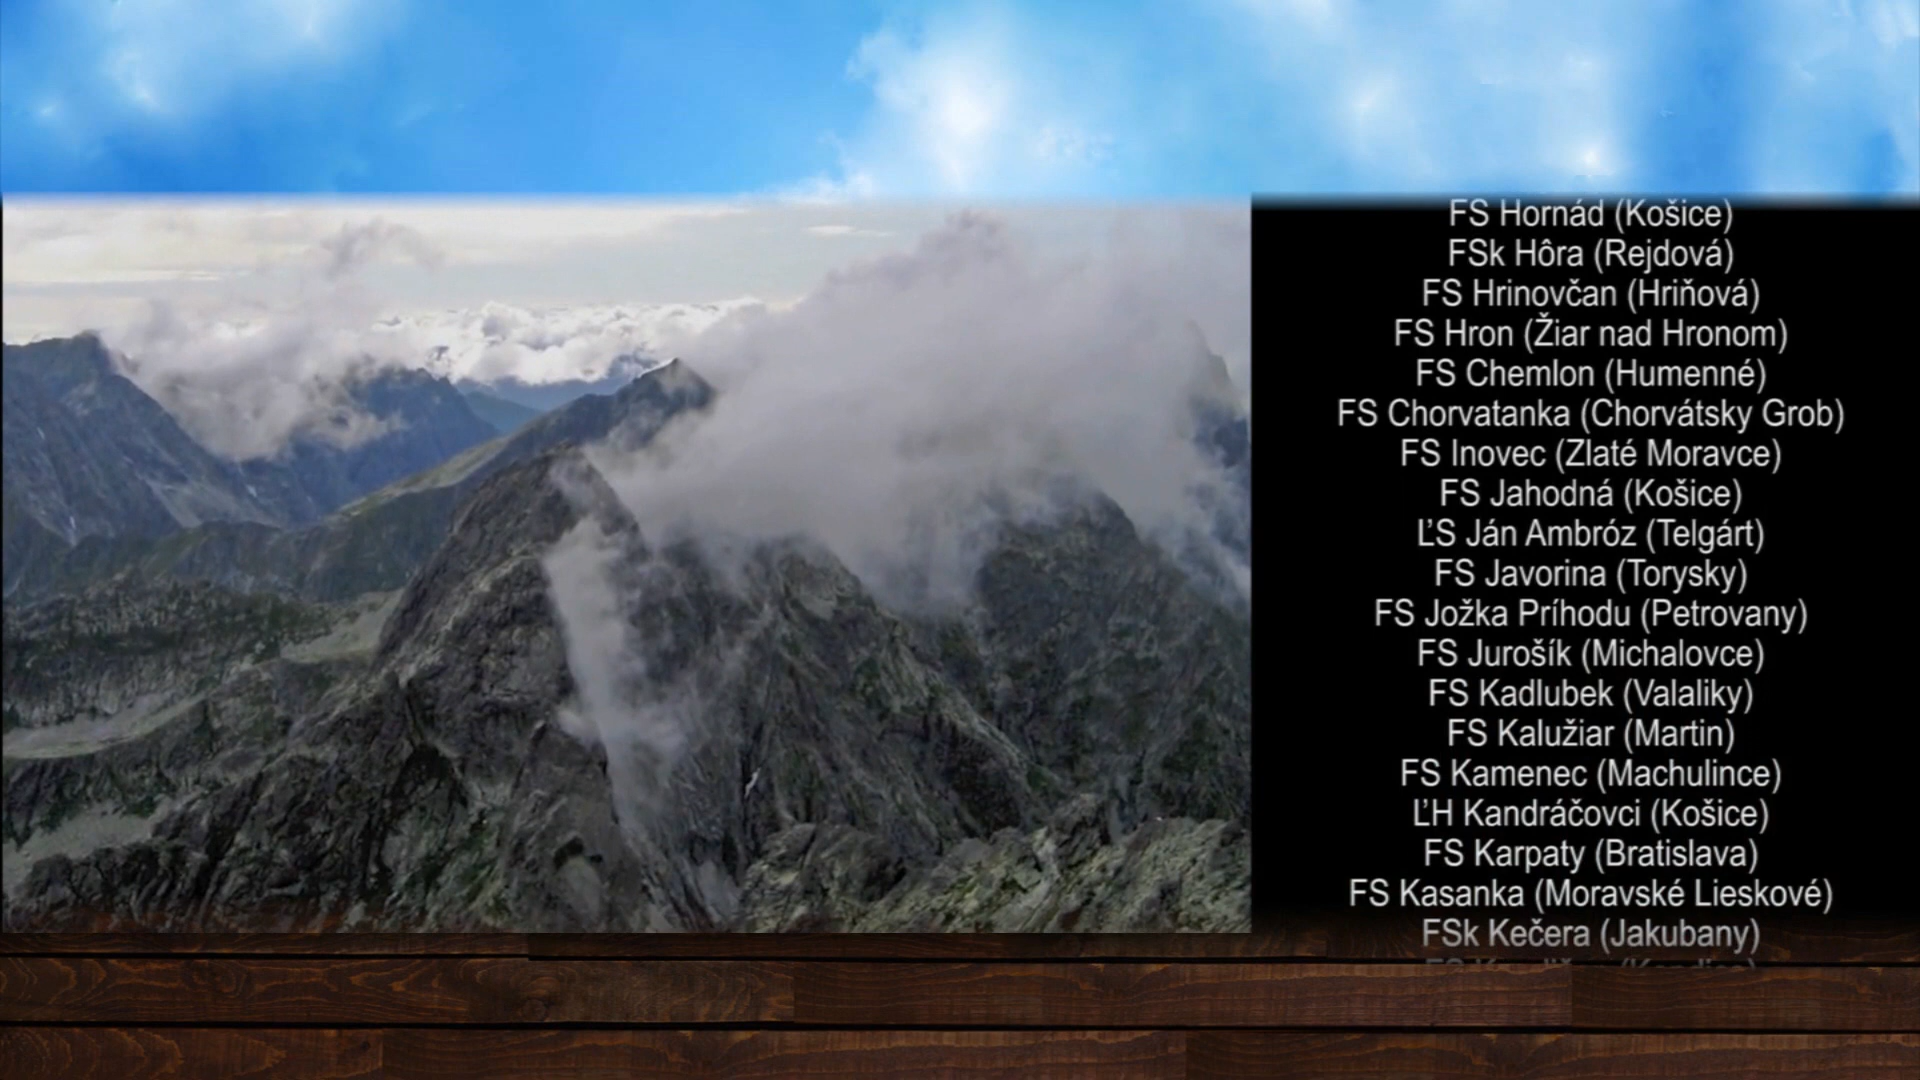 FS Hornád (Košice)
FSk Hôra (Rejdová)
FS Hrinovčan (Hriňová)
FS Hron (Žiar nad Hronom)
FS Chemlon (Humenné)
FS Chorvatanka (Chorvátsky Grob)
FS Inovec (Zlaté Moravce)
FS Jahodná (Košice)
ĽS Ján Ambróz (Telgárt)
FS Javorina (Torysky)
FS Jožka Príhodu (Petrovany)
FS Jurošík (Michalovce)
FS Kadlubek (Valaliky)
FS Kalužiar (Martin)
FS Kamenec (Machulince)
ĽH Kandráčovci (Košice)
FS Karpaty (Bratislava)
FS Kasanka (Moravské Lieskové)
FSk Kečera (Jakubany)